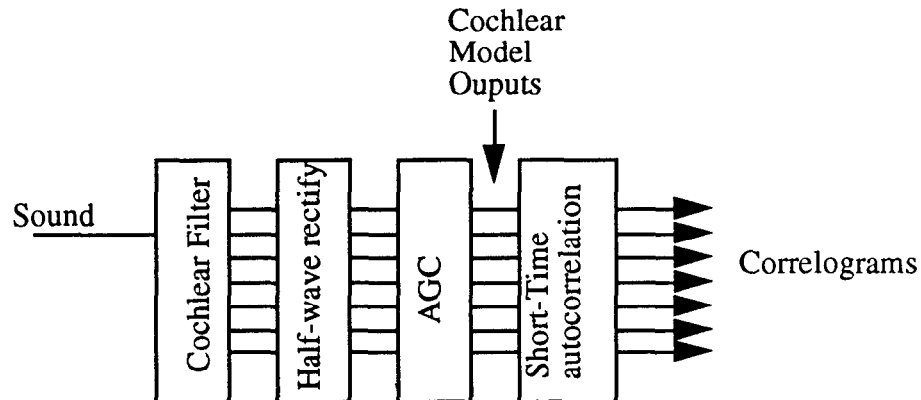 Cochlear
Model
Ouputs
Sound
Cochlear Filter
Half-wave rectify
AGC
Short-Time
autocorrelation
Correlograms